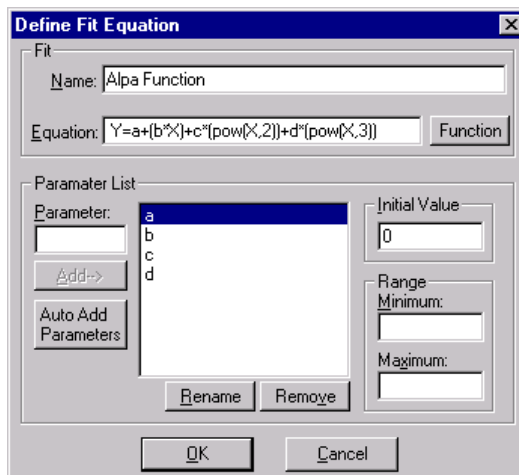 Define Fit Equation
Fit
Name: Alpa Function
Equation: Y=a+(b*X)+c*(pow(X,2))+d*(pow(X,3)) Function
Paramater List
Parameter:
Add-->
Auto Add
Parameters
a
b
c
d
Rename Remove
Initial Value
0
Range
Minimum:
Maximum:
OK Cancel